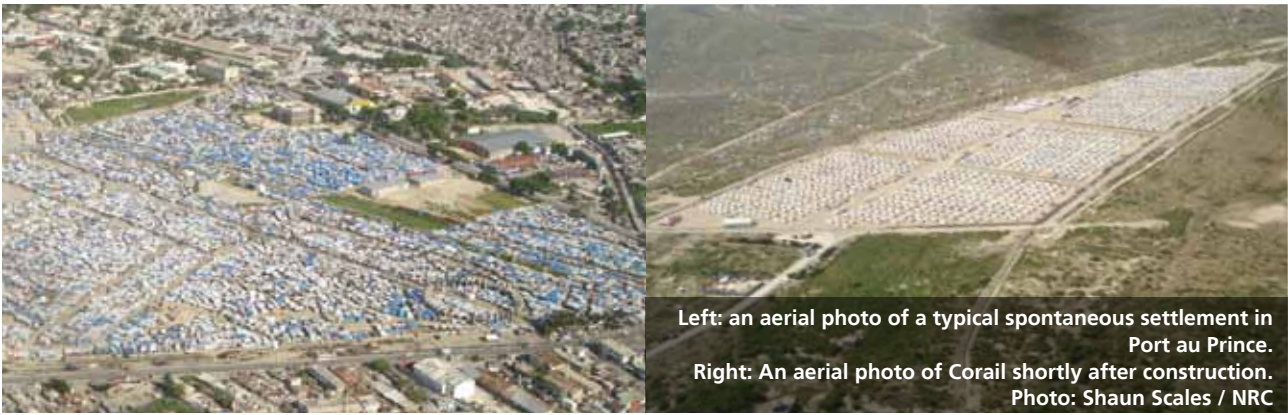 Left: an aerial photo of a typical spontaneous settlement in
Port au Prince.
Right: An aerial photo of Corail shortly after construction.
Photo: Shaun Scales / NRC